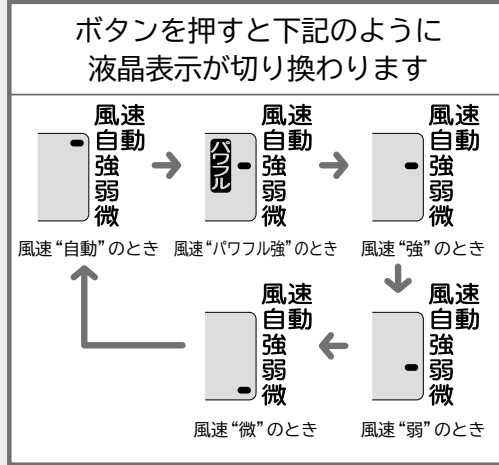 ボタンを押すと下記のように
液晶表示が切り換わります
風速
自動
強
弱
微
風速“自動”のとき
パワフル
風速
自動
強
弱
微
風速“パワフル強”のとき
風速
自動
強
弱
微
風速“強”のとき
風速
自動
強
弱
微
風速“弱”のとき
風速
自動
強
弱
微
風速“微”のとき